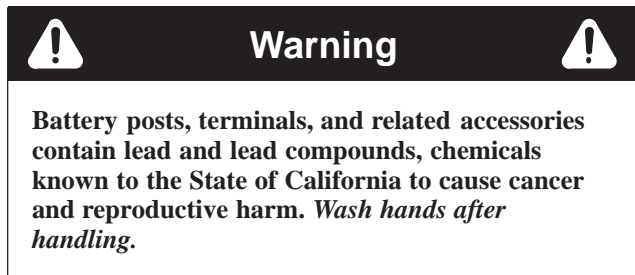 Warning
Battery posts, terminals, and related accessories
contain lead and lead compounds, chemicals
known to the State of California to cause cancer
and reproductive harm. Wash hands after
handling.